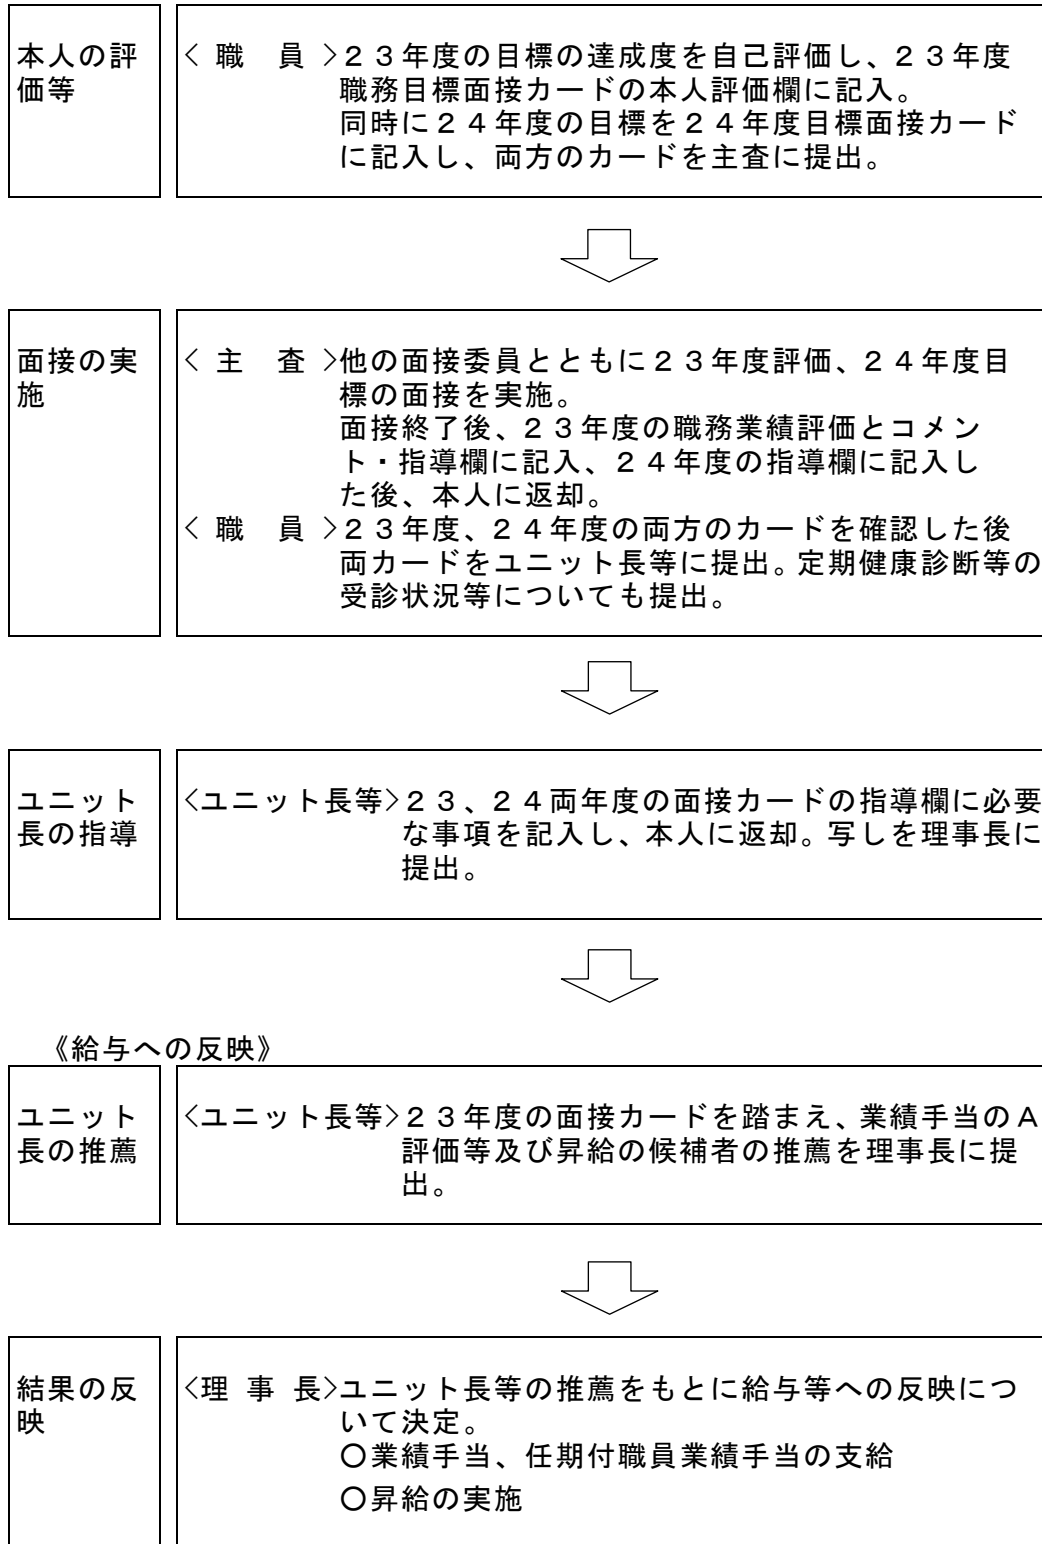 本人の評
価等
〈 職　員 〉２３年度の目標の達成度を自己評価し、２３年度
職務目標面接カードの本人評価欄に記入。
同時に２４年度の目標を２４年度目標面接カード
に記入し、両方のカードを主査に提出。
面接の実
施
〈 主　査 〉他の面接委員とともに２３年度評価、２４年度目
標の面接を実施。
面接終了後、２３年度の職務業績評価とコメン
ト・指導欄に記入、２４年度の指導欄に記入し
た後、本人に返却。
〈 職　員 〉２３年度、２４年度の両方のカードを確認した後
両カードをユニット長等に提出。定期健康診断等の
受診状況等についても提出。
ユニット
長の指導
〈ユニット長等〉２３、２４両年度の面接カードの指導欄に必要
な事項を記入し、本人に返却。写しを理事長に
提出。
《給与への反映》
ユニット
長の推薦
〈ユニット長等〉２３年度の面接カードを踏まえ、業績手当のＡ
評価等及び昇給の候補者の推薦を理事長に提
出。
結果の反
映
〈理　事　長〉ユニット長等の推薦をもとに給与等への反映につ
いて決定。
〇業績手当、任期付職員業績手当の支給
〇昇給の実施